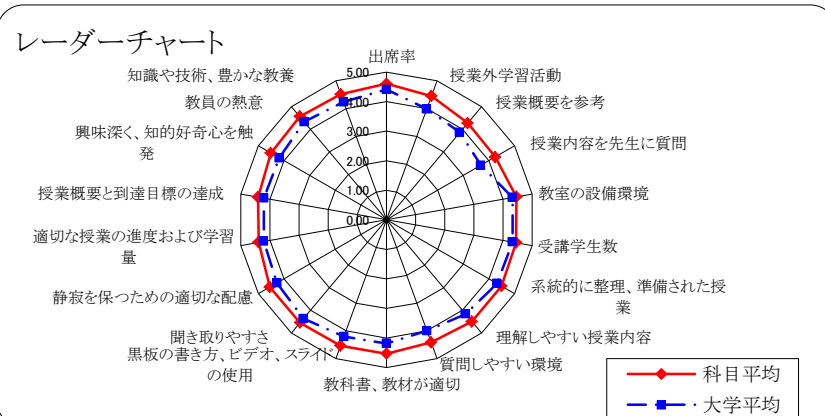 レーダーチャート
出席率
授業外学習活動
授業概要を参考
授業内容を先生に質問
教室の設備環境
受講学生数
系統的に整理、準備された授
業
理解しやすい授業内容
質問しやすい環境
教科書、教材が適切
黒板の書き方、ビデオ、スライド
の使用
聞き取りやすさ
静寂を保つための適切な配慮
適切な授業の進度および学習
量
授業概要と到達目標の達成
興味深く、知的好奇心を触
発
教員の熱意
知識や技術、豊かな教養
5.00
4.00
3.00
2.00
1.00
0.00
科目平均
大学平均